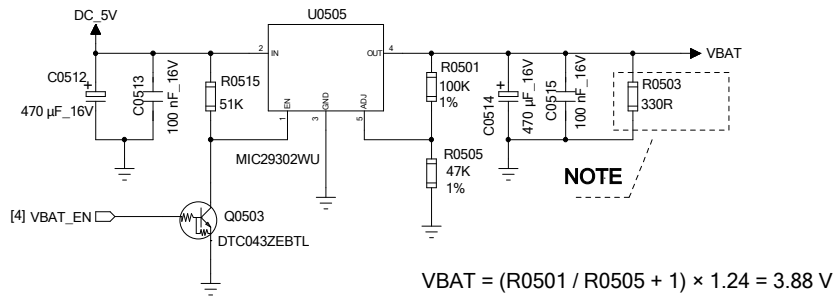 U0505
DC_5V
2
IN
OUT
4
VBAT
C0512
+
470 µF_16V
C0513
100 nF_16V
R0515
51K
EN
GND
ADJ
1
3
5
MIC29302WU
R0501
100K
1%
R0505
47K
1%
C0514
+
470 µF_16V
C0515
100 nF_16V
R0503
330R
NOTE
[4] VBAT_EN
Q0503
DTC043ZEBTL
VBAT = (R0501 / R0505 + 1) × 1.24 = 3.88 V